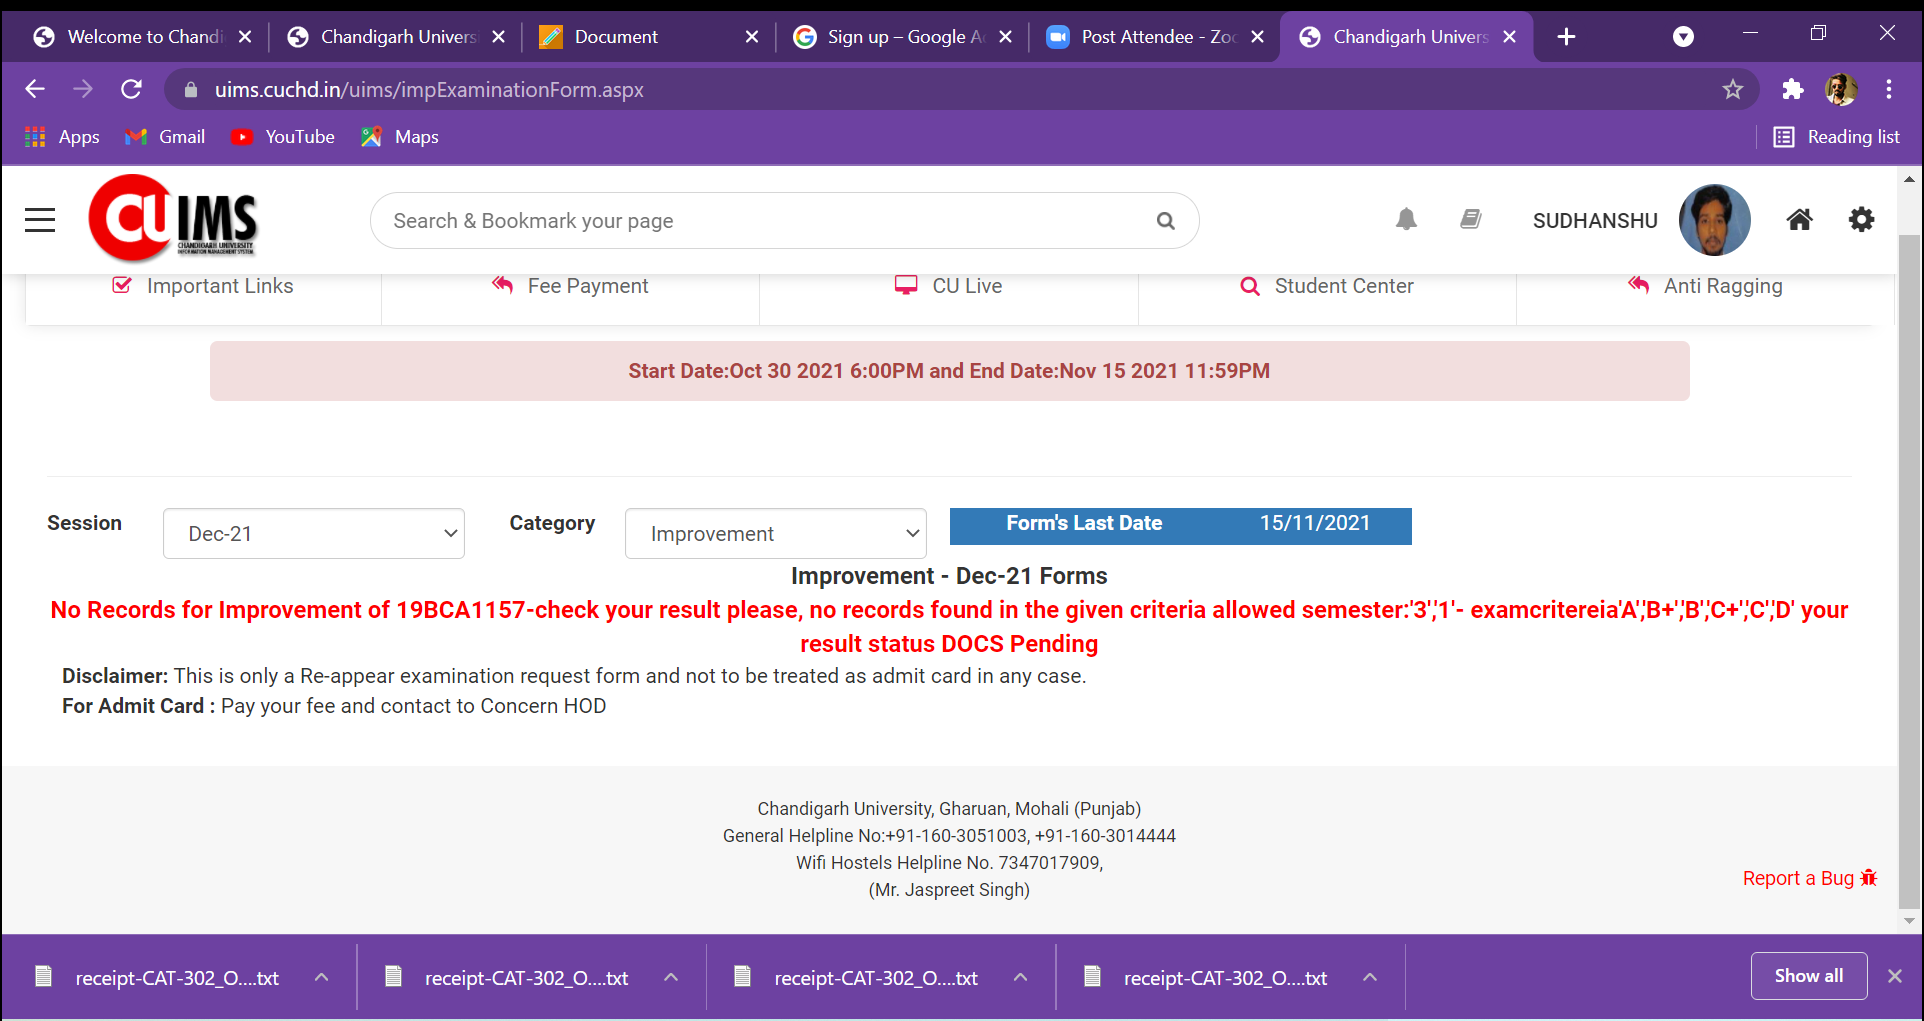 Welcome to Chandi
Chandigarh Univers
Document
Sign up – Google A
Post Attendee - Zoo
Chandigarh Univers
uims.cuchd.in/uims/impExaminationForm.aspx
Apps
Gmail
YouTube
Maps
Reading list
CUIMS
CHANDIGARH UNIVERSITY
INFORMATION MANAGEMENT SYSTEM
Search & Bookmark your page
SUDHANSHU
Important Links
Fee Payment
CU Live
Student Center
Anti Ragging
Start Date:Oct 30 2021 6:00PM and End Date:Nov 15 2021 11:59PM
Session
Dec-21
Category
Improvement
Form's Last Date
15/11/2021
Improvement - Dec-21 Forms
No Records for Improvement of 19BCA1157-check your result please, no records found in the given criteria allowed semester:'3','1'- examcritereia'A','B+','B','C+','C','D' your
result status DOCS Pending
Disclaimer: This is only a Re-appear examination request form and not to be treated as admit card in any case.
For Admit Card : Pay your fee and contact to Concern HOD
Chandigarh University, Gharuan, Mohali (Punjab)
General Helpline No:+91-160-3051003, +91-160-3014444
Wifi Hostels Helpline No. 7347017909,
(Mr. Jaspreet Singh)
Report a Bug
receipt-CAT-302_O....txt
receipt-CAT-302_O....txt
receipt-CAT-302_O....txt
receipt-CAT-302_O....txt
Show all